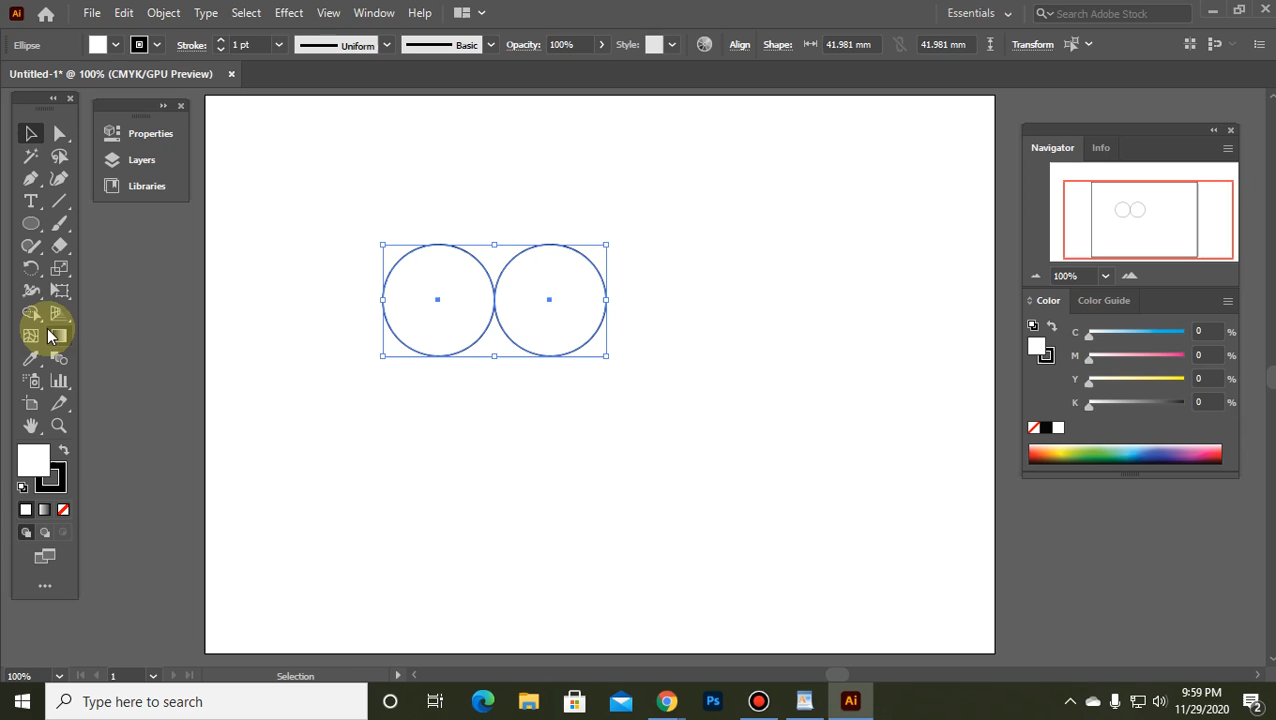 Ai File Edit Object Type Select Effect View Window Help Essentials Search Adobe Stock
Ellipse Stroke: 1 pt Uniform Basic Opacity: 100% Style: Align Shape: 41.981 mm 41.981 mm Transform
Untitled-1* @ 100% (CMYK/GPU Preview)
Properties
Layers
Libraries
Navigator Info
100%
Color Color Guide
C 0 %
M 0 %
Y 0 %
K 0 %
100% 1 Selection
Type here to search Ps Ai 9:59 PM
11/29/2020 2